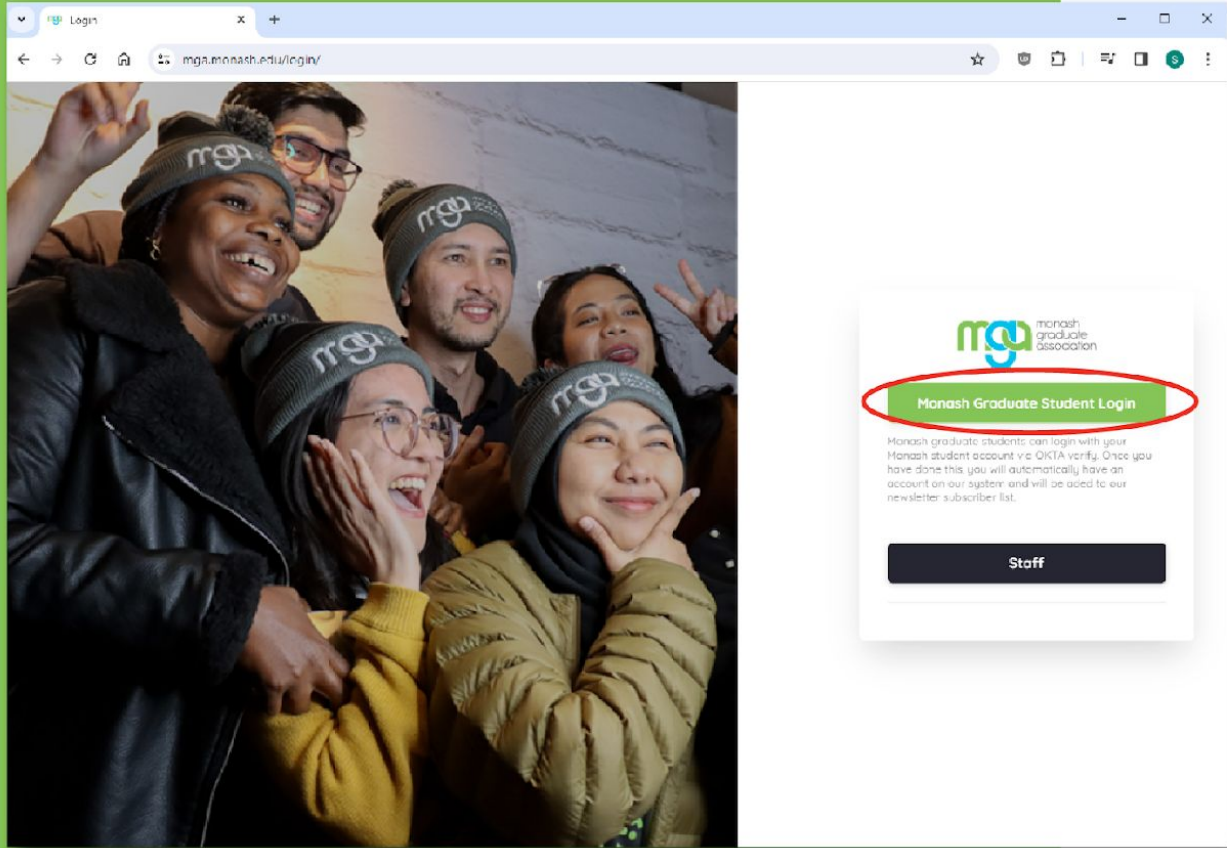 Login
mga.monash.edu/login/
S
mga
mga
mga
mga
mga monash
graduate
association
Monash Graduate Student Login
Monash graduate students can login with your
Monash student account via OKTA verify. Once you
have done this, you will automatically have an
account on our system and will be added to our
newsletter subscriber list.
Staff